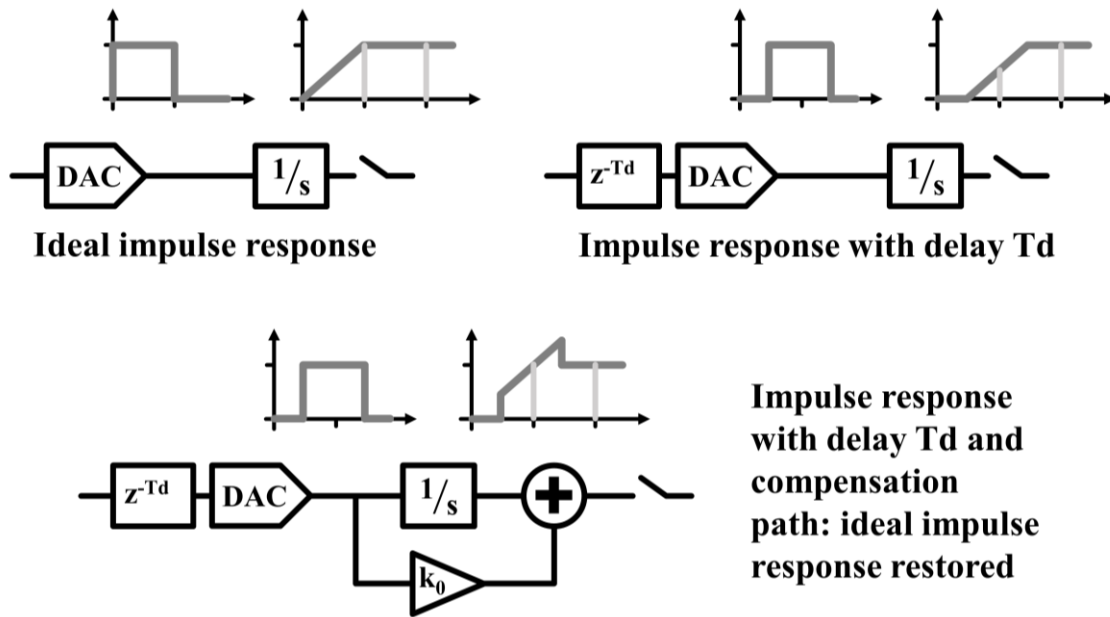 DAC
1/s
z-Td
DAC
1/s
Ideal impulse response
Impulse response with delay Td
z-Td
DAC
1/s
k0
Impulse response
with delay Td and
compensation
path: ideal impulse
response restored